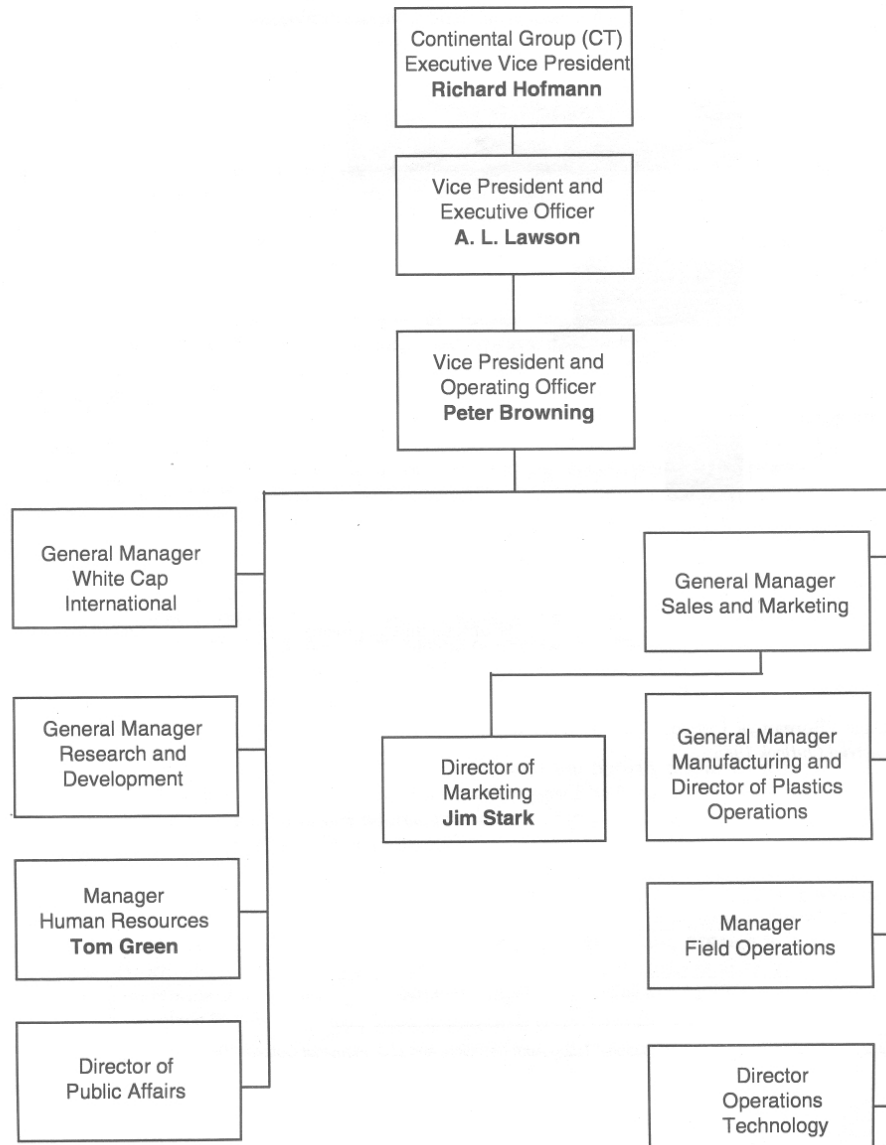 Continental Group (CT)
Executive Vice President
Richard Hofmann
Vice President and
Executive Officer
A. L. Lawson
Vice President and
Operating Officer
Peter Browning
General Manager
White Cap
International
General Manager
Research and
Development
Manager
Human Resources
Tom Green
Director of
Public Affairs
Director of
Marketing
Jim Stark
General Manager
Sales and Marketing
General Manager
Manufacturing and
Director of Plastics
Operations
Manager
Field Operations
Director
Operations
Technology